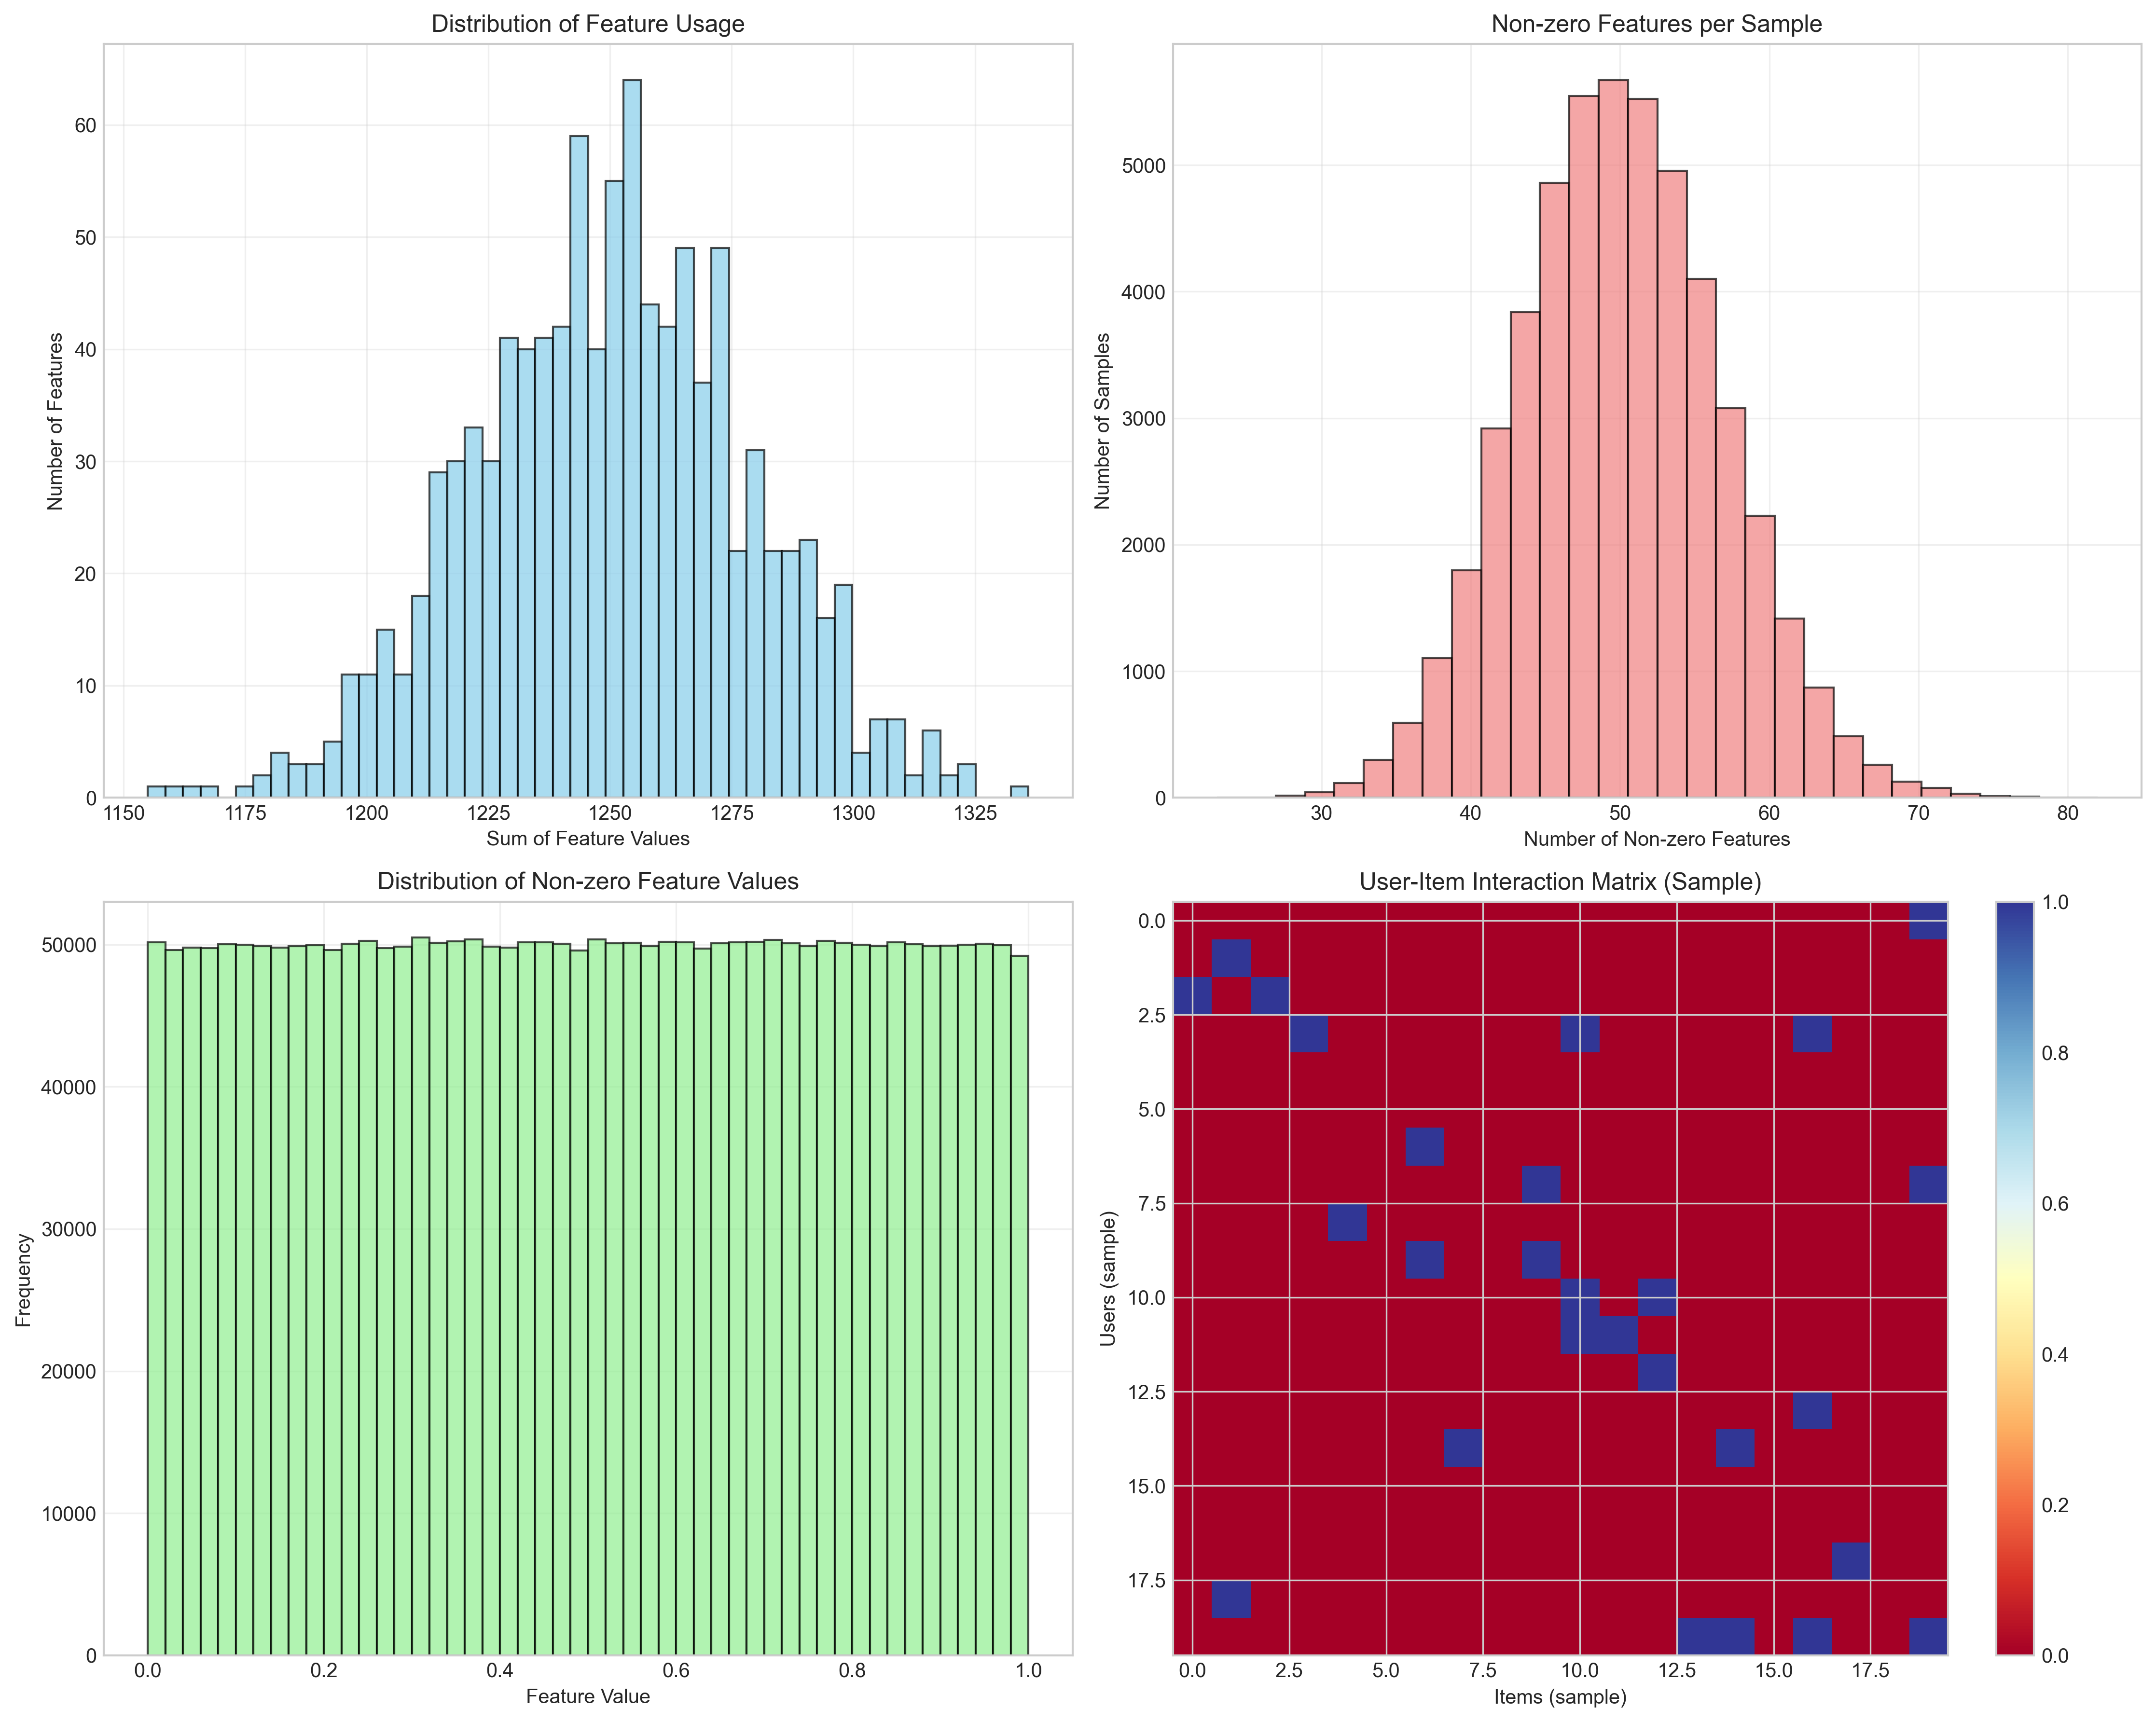 Distribution of Feature Usage
Number of Features
60
50
40
30
20
10
0
1150 1175 1200 1225 1250 1275 1300 1325
Sum of Feature Values
Non-zero Features per Sample
Number of Samples
5000
4000
3000
2000
1000
0
30 40 50 60 70 80
Number of Non-zero Features
Distribution of Non-zero Feature Values
Frequency
50000
40000
30000
20000
10000
0
0.0 0.2 0.4 0.6 0.8 1.0
Feature Value
User-Item Interaction Matrix (Sample)
Users (sample)
0.0
2.5
5.0
7.5
10.0
12.5
15.0
17.5
0.0 2.5 5.0 7.5 10.0 12.5 15.0 17.5
Items (sample)
1.0
0.8
0.6
0.4
0.2
0.0